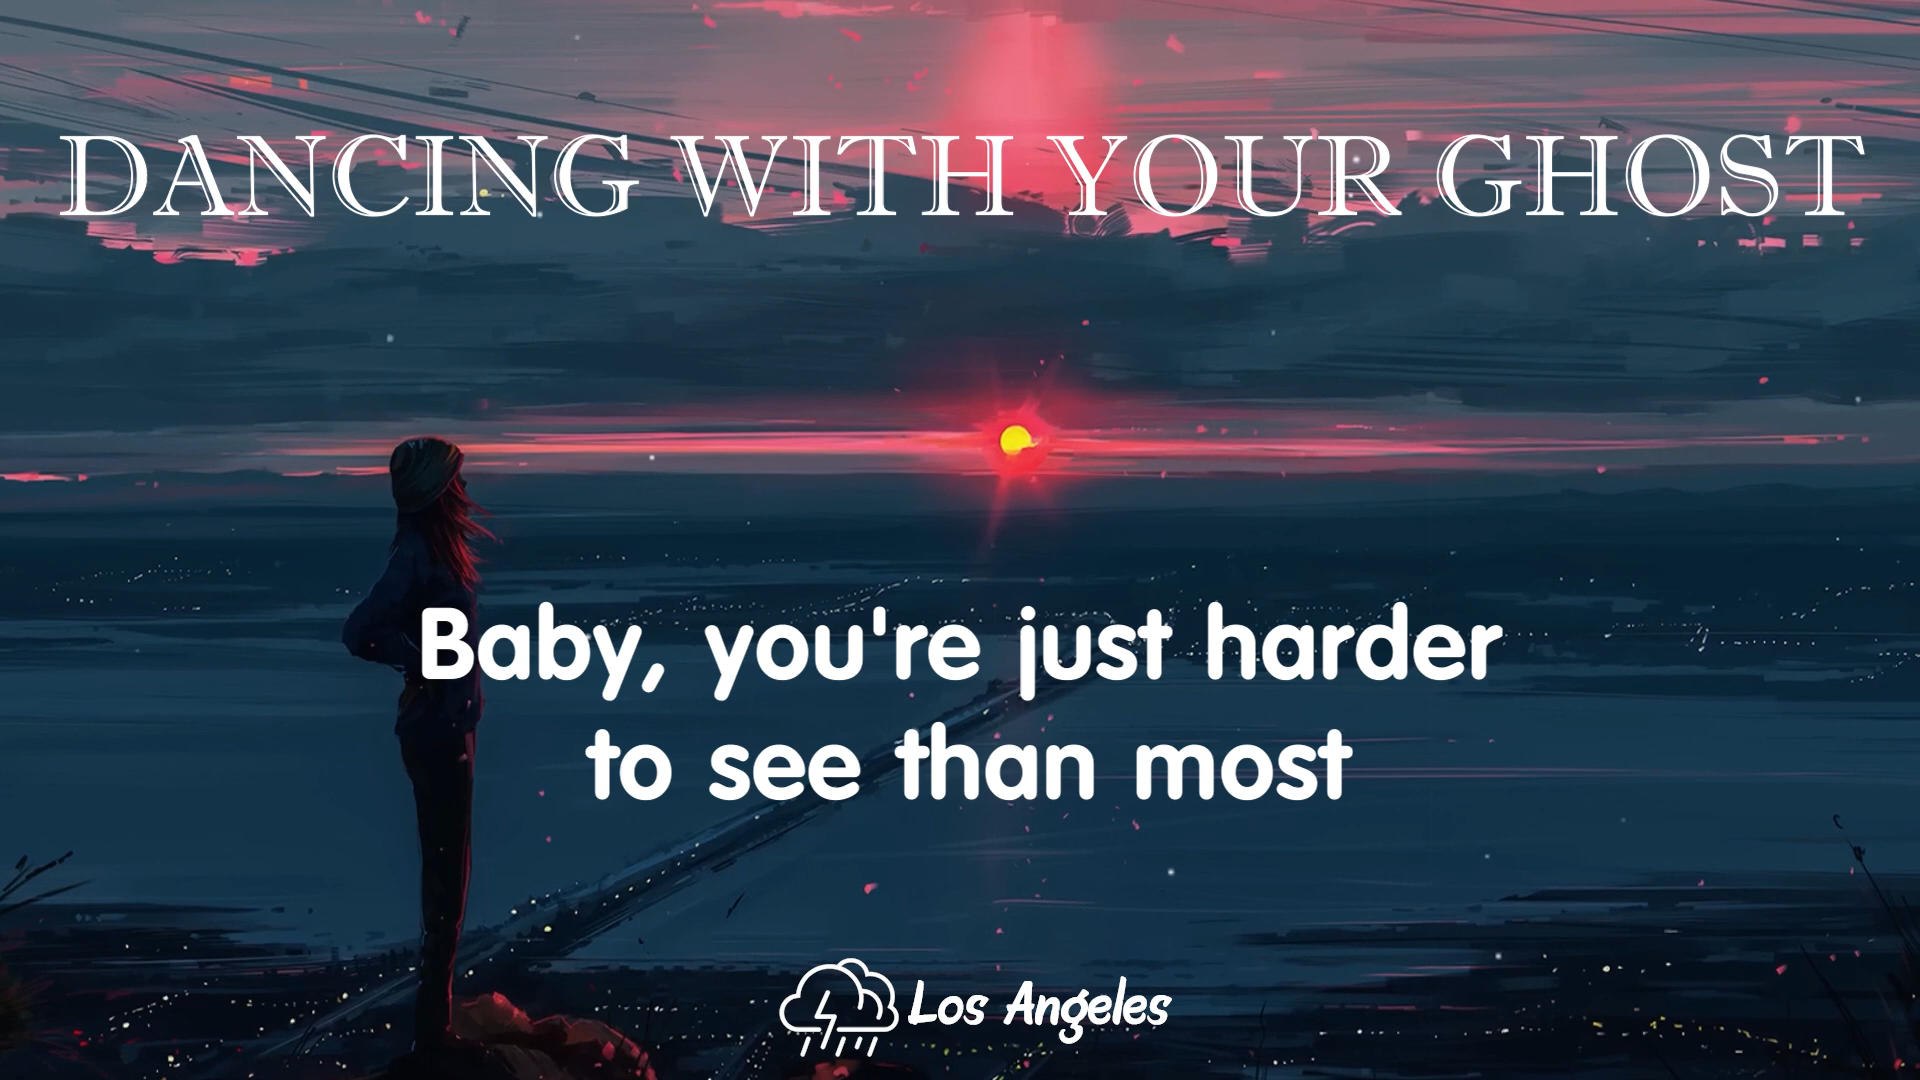 DANCING WITH YOUR GHOST
Baby, you're just harder
to see than most
Los Angeles